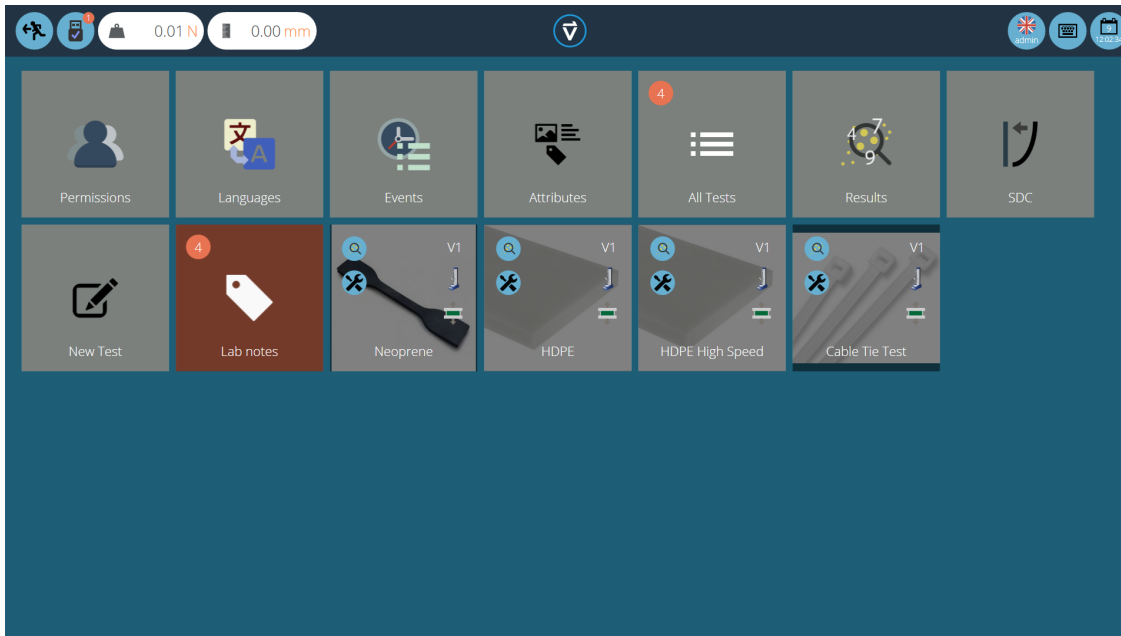 1
0.01 N
0.00 mm
admin
9
12:02:34
Permissions
文
A
Languages
Events
Attributes
4
All Tests
4 7
9
Results
SDC
New Test
4
Lab notes
V1
Neoprene
V1
HDPE
V1
HDPE High Speed
V1
Cable Tie Test